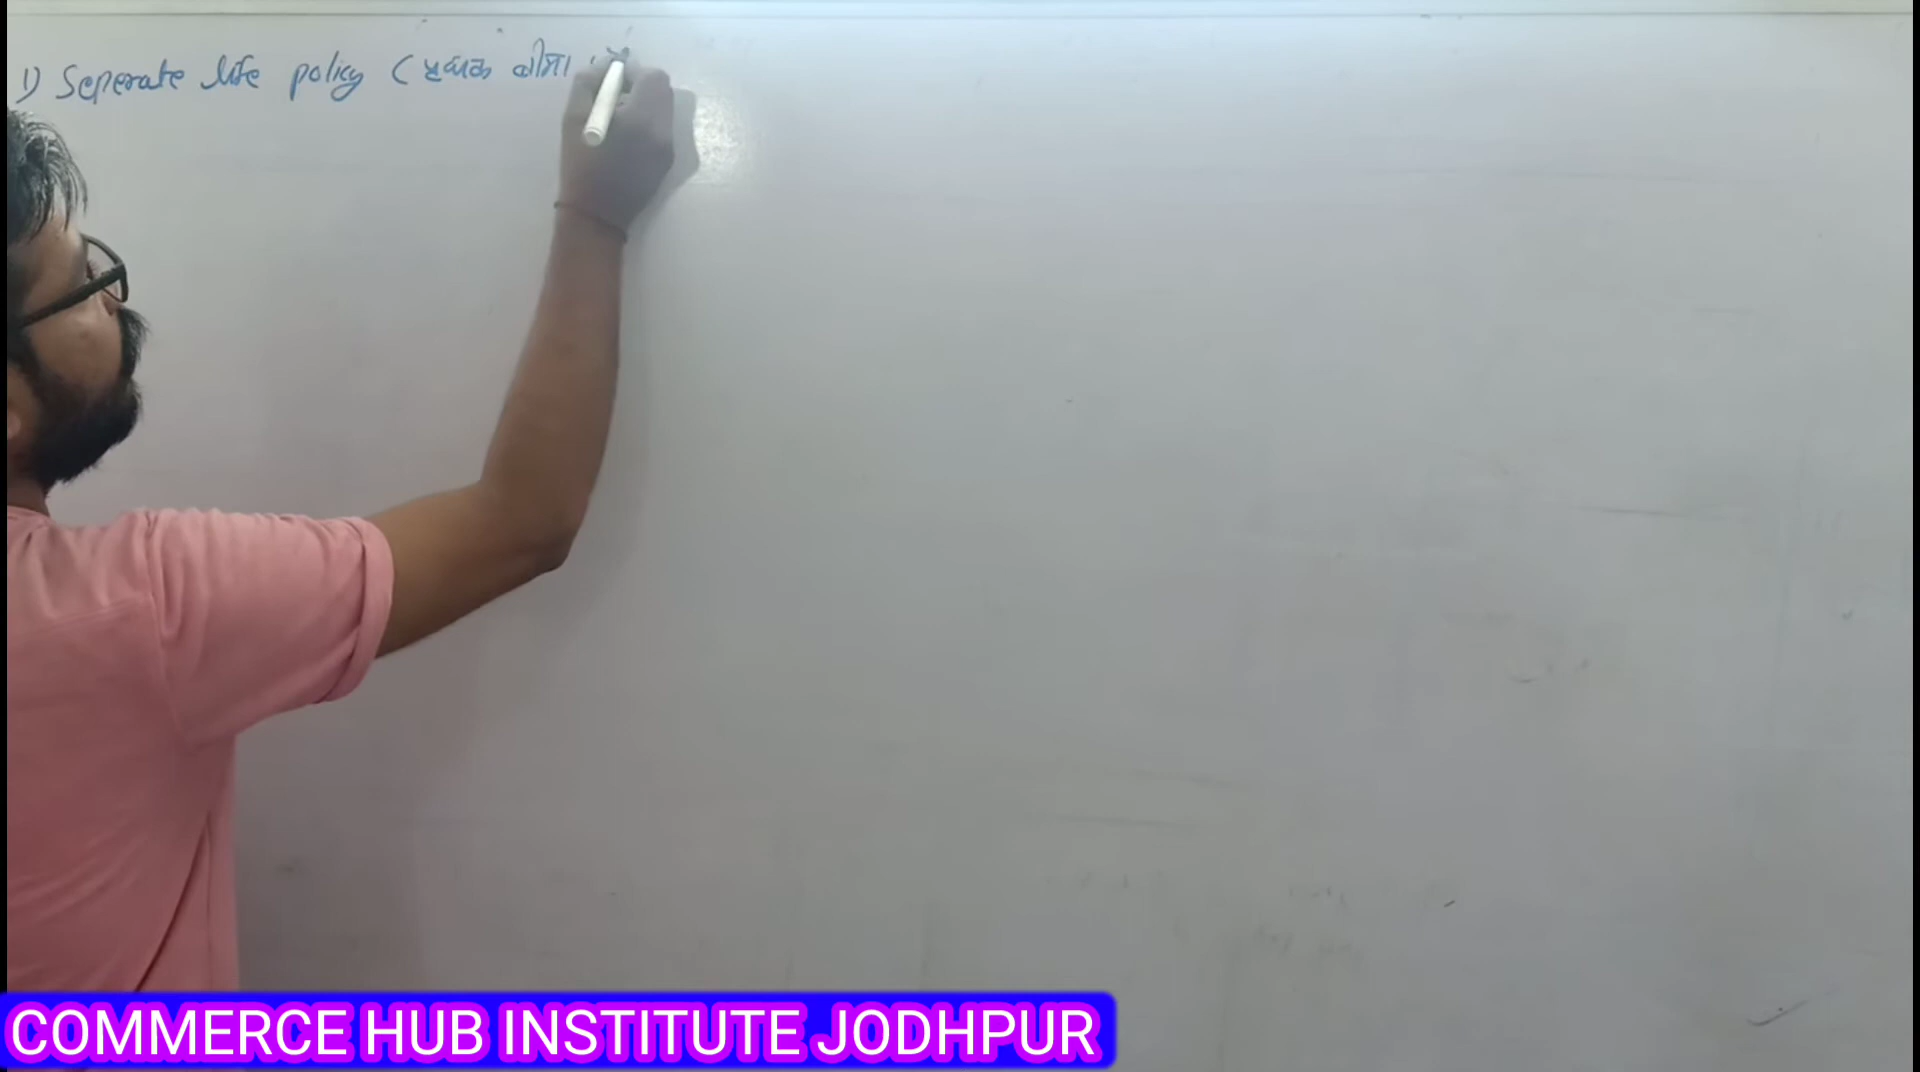 1) Seperate life policy ( पृथक बीमा
COMMERCE HUB INSTITUTE JODHPUR